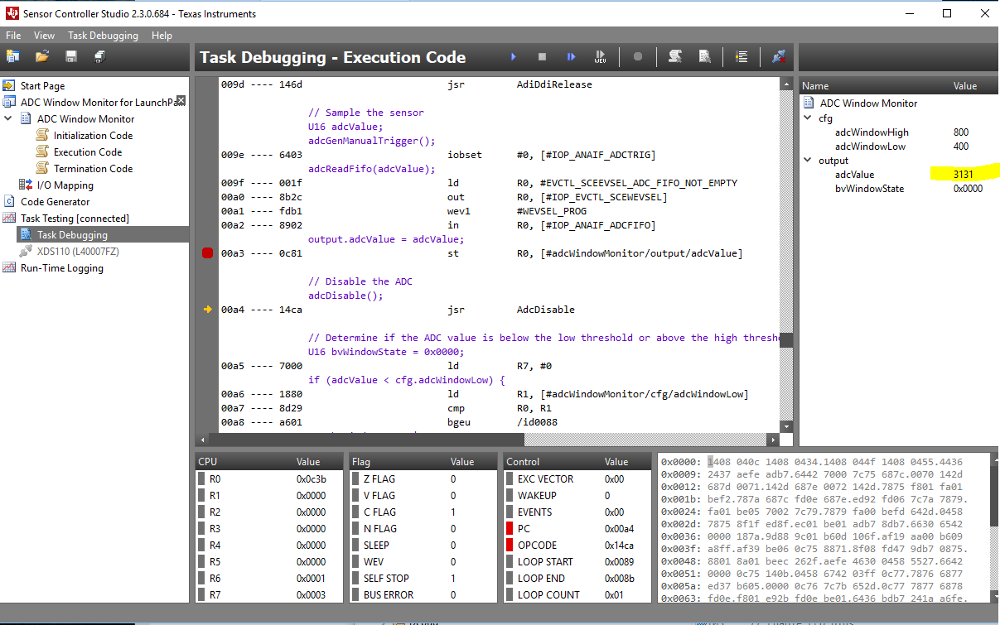 Sensor Controller Studio 2.3.0.684 - Texas Instruments
File View Task Debugging Help
Task Debugging - Execution Code
WEV
Start Page
ADC Window Monitor for LaunchPa
ADC Window Monitor
Initialization Code
Execution Code
Termination Code
I/O Mapping
Code Generator
Task Testing [connected]
Task Debugging
XDS110 (L40007FZ)
Run-Time Logging
009d ---- 146d jsr AdiDdiRelease
// Sample the sensor
U16 adcValue;
adcGenManualTrigger();
009e ---- 6403 iobset #0, [#IOP_ANAIF_ADCTRIG]
adcReadFifo(adcValue);
009f ---- 001f ld R0, #EVCTL_SCEEVSEL_ADC_FIFO_NOT_EMPTY
00a0 ---- 8b2c out R0, [#IOP_EVCTL_SCEWEVSEL]
00a1 ---- fdb1 wev1 #WEVSEL_PROG
00a2 ---- 8902 in R0, [#IOP_ANAIF_ADCFIFO]
output.adcValue = adcValue;
00a3 ---- 0c81 st R0, [#adcWindowMonitor/output/adcValue]
// Disable the ADC
adcDisable();
00a4 ---- 14ca jsr AdcDisable
// Determine if the ADC value is below the low threshold or above the high thresh
U16 bvWindowState = 0x0000;
00a5 ---- 7000 ld R7, #0
if (adcValue < cfg.adcWindowLow) {
00a6 ---- 1880 ld R1, [#adcWindowMonitor/cfg/adcWindowLow]
00a7 ---- 8d29 cmp R0, R1
00a8 ---- a601 bgeu /id0088
Name Value
ADC Window Monitor
cfg
adcWindowHigh 800
adcWindowLow 400
output
adcValue 3131
bvWindowState 0x0000
CPU Value
R0 0x0c3b
R1 0x0000
R2 0x0000
R3 0x0000
R4 0x0000
R5 0x0000
R6 0x0001
R7 0x0003
Flag Value
Z FLAG 0
V FLAG 0
C FLAG 1
N FLAG 0
SLEEP 0
WEV 0
SELF STOP 1
BUS ERROR 0
Control Value
EXC VECTOR 0x00
WAKEUP 0
EVENTS 0x00
PC 0x00a4
OPCODE 0x14ca
LOOP START 0x0089
LOOP END 0x008b
LOOP COUNT 0x01
0x0000: 1408 040c 1408 0434.1408 044f 1408 0455.4436
0x0009: 2437 aefe adb7.6442 7000 7c75 687c.0070 142d
0x0012: 687d 0071.142d 687e 0072 142d.7875 f801 fa01
0x001b: bef2.787a 687c fd0e 687e.ed92 fd06 7c7a 7879.
0x0024: fa01 be05 7002 7c79.7879 fa00 befd 642d.0458
0x002d: 7875 8f1f ed8f.ec01 be01 adb7 8db7.6630 6542
0x0036: 0000 187a.9d88 9c01 b60d 106f.af19 aa00 b609
0x003f: a8ff.af39 be06 0c75 8871.8f08 fd47 9db7 0875.
0x0048: 8801 8a01 beec 262f.aefe 4630 0458 5527.6642
0x0051: 0000 0c75 140b.0458 6742 03ff 0c77.7876 6877
0x005a: ed37 b605.0000 0c76 7c7b 652d.0c77 7877 6878
0x0063: fd0e.f801 e92b fd0e be01.6436 bdb7 241a a6fe.